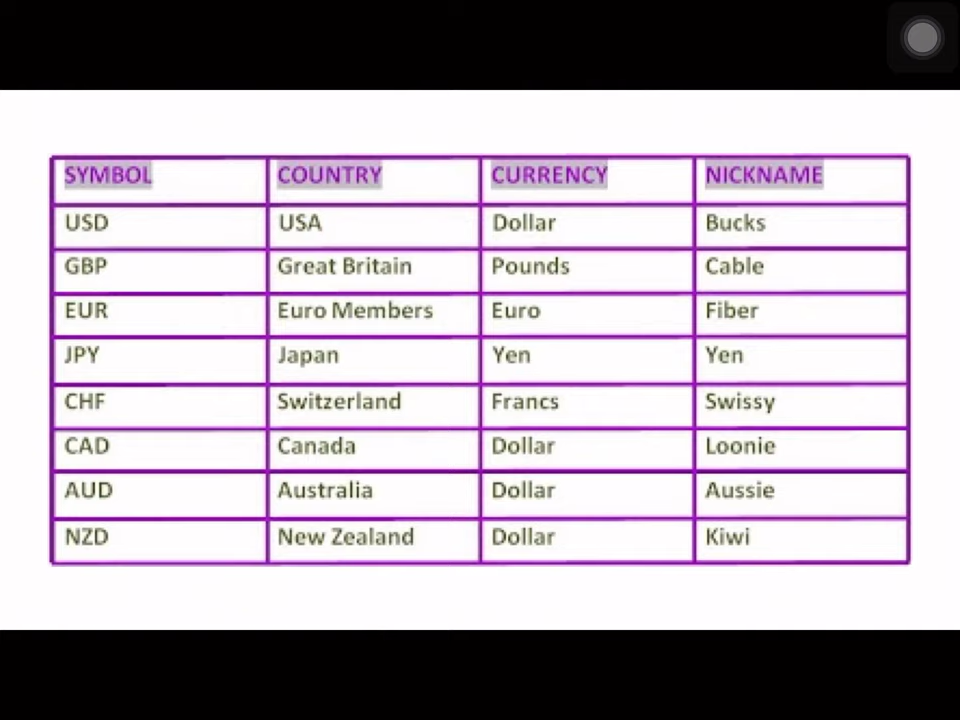 SYMBOL COUNTRY CURRENCY NICKNAME
USD USA Dollar Bucks
GBP Great Britain Pounds Cable
EUR Euro Members Euro Fiber
JPY Japan Yen Yen
CHF Switzerland Francs Swissy
CAD Canada Dollar Loonie
AUD Australia Dollar Aussie
NZD New Zealand Dollar Kiwi